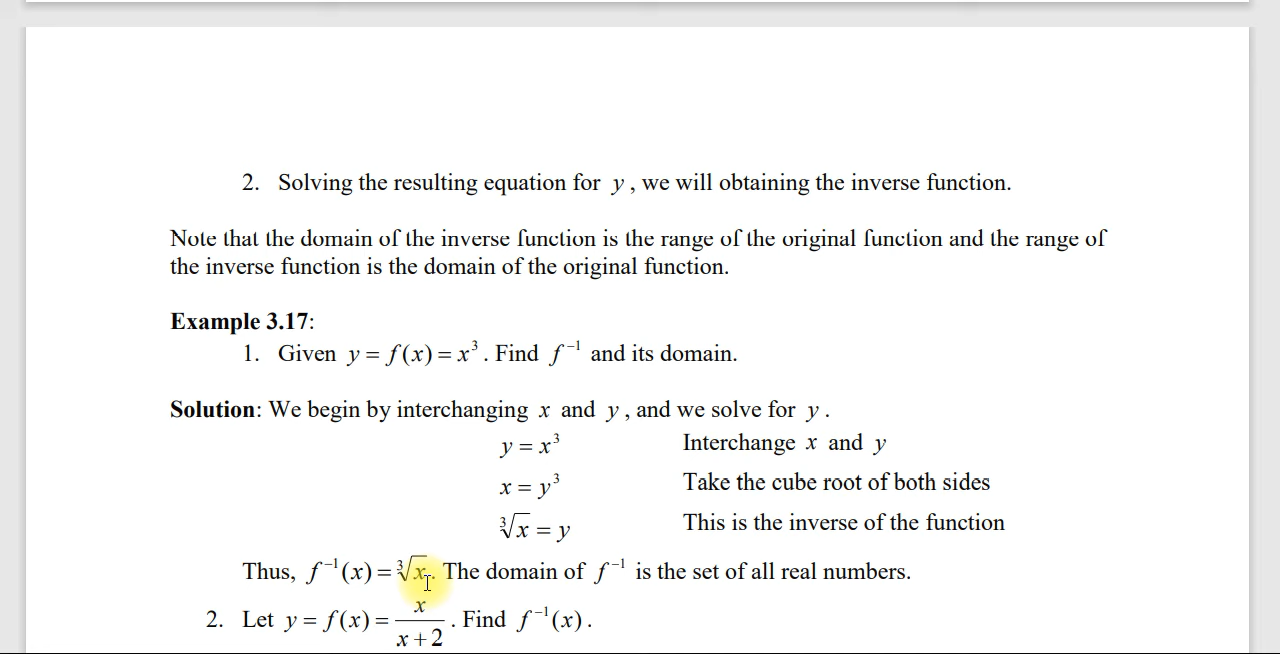 2. Solving the resulting equation for y , we will obtaining the inverse function.
Note that the domain of the inverse function is the range of the original function and the range of
the inverse function is the domain of the original function.
Example 3.17:
1. Given y = f(x) = x³ . Find f⁻¹ and its domain.
Solution: We begin by interchanging x and y , and we solve for y .
y = x³ Interchange x and y
x = y³ Take the cube root of both sides
∛x = y This is the inverse of the function
Thus, f⁻¹(x) = ∛x . The domain of f⁻¹ is the set of all real numbers.
2. Let y = f(x) = x/(x + 2) . Find f⁻¹(x) .